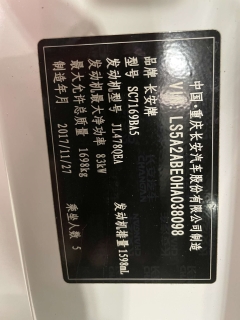 中国·重庆长安汽车股份有限公司制造
LS5A2ABE0HA038098
品牌 长安牌
型号 SC7169BA5
发动机型号 JL478QEA 发动机排量 1598mL
发动机最大净功率 83kW
最大允许总质量 1698kg
制造年月 2017/11/27 乘坐人数 5